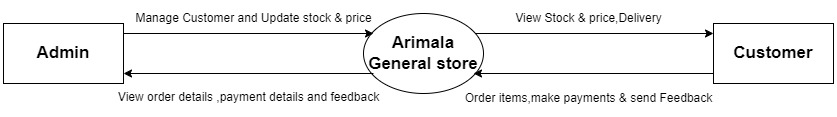 Manage Customer and Update stock & price
View Stock & price,Delivery
Admin
Arimala
General store
Customer
View order details ,payment details and feedback
Order items,make payments & send Feedback